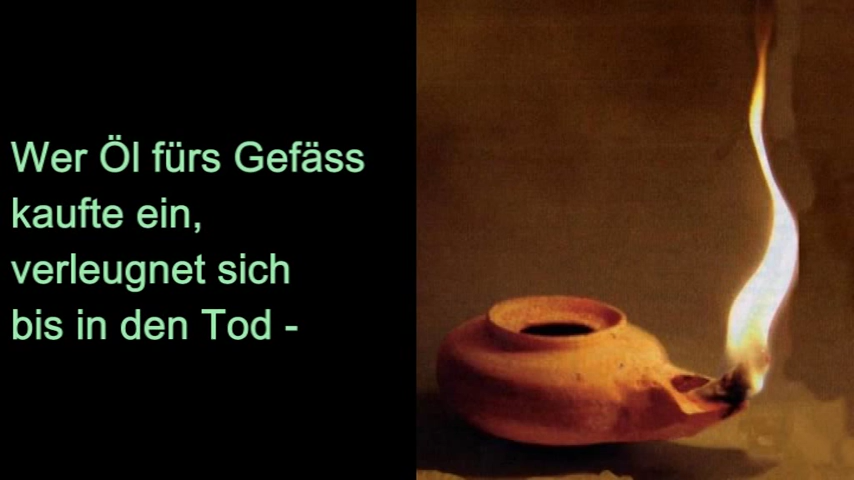 Wer Öl fürs Gefäss
kaufte ein,
verleugnet sich
bis in den Tod -